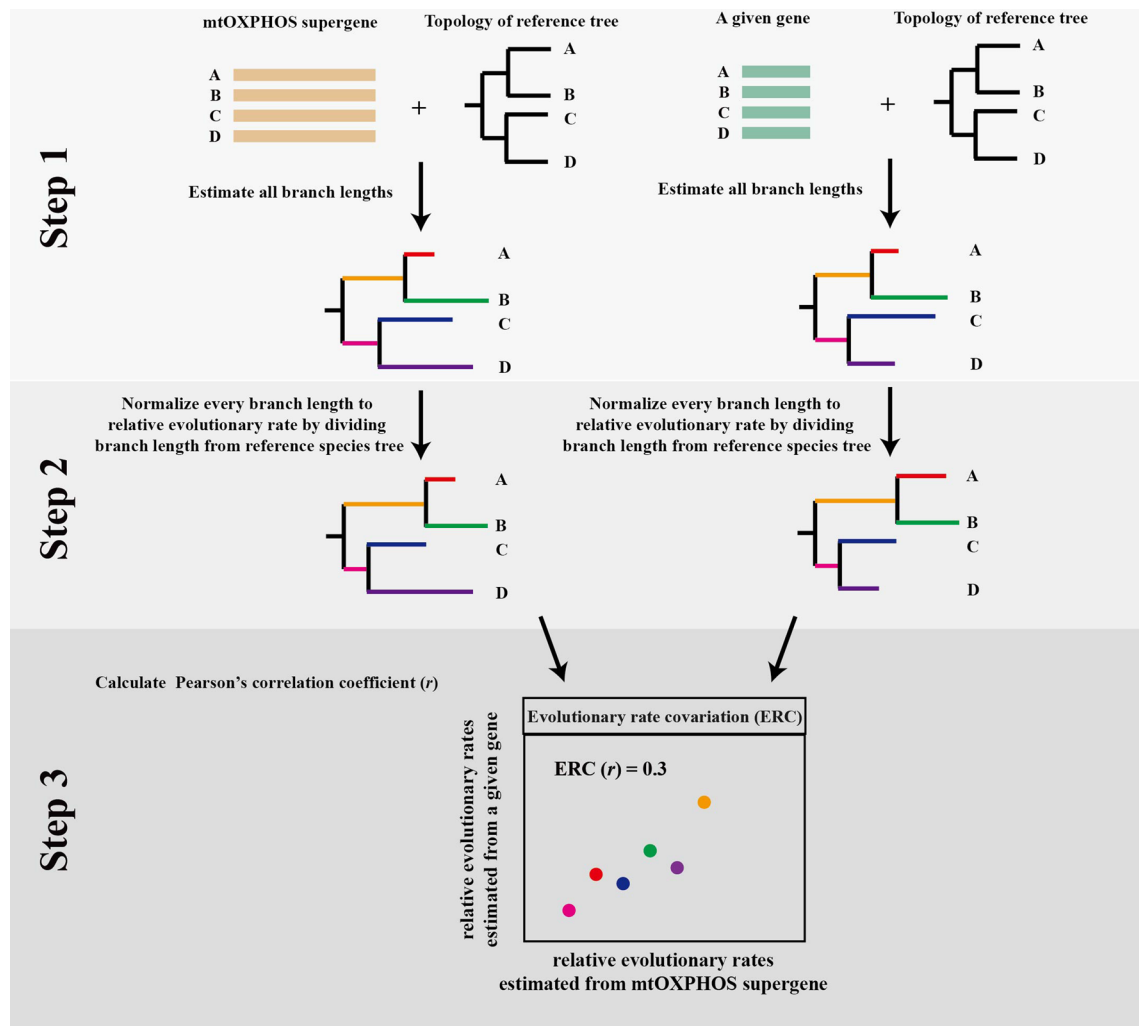 Step 1
mtOXPHOS supergene
Topology of reference tree
A
B
C
D
+
A
B
C
D
Estimate all branch lengths
A
B
C
D
A given gene
Topology of reference tree
A
B
C
D
+
A
B
C
D
Estimate all branch lengths
A
B
C
D
Step 2
Normalize every branch length to
relative evolutionary rate by dividing
branch length from reference species tree
A
B
C
D
Normalize every branch length to
relative evolutionary rate by dividing
branch length from reference species tree
A
B
C
D
Step 3
Calculate Pearson's correlation coefficient (r)
Evolutionary rate covariation (ERC)
ERC (r) = 0.3
relative evolutionary rates
estimated from a given gene
relative evolutionary rates
estimated from mtOXPHOS supergene